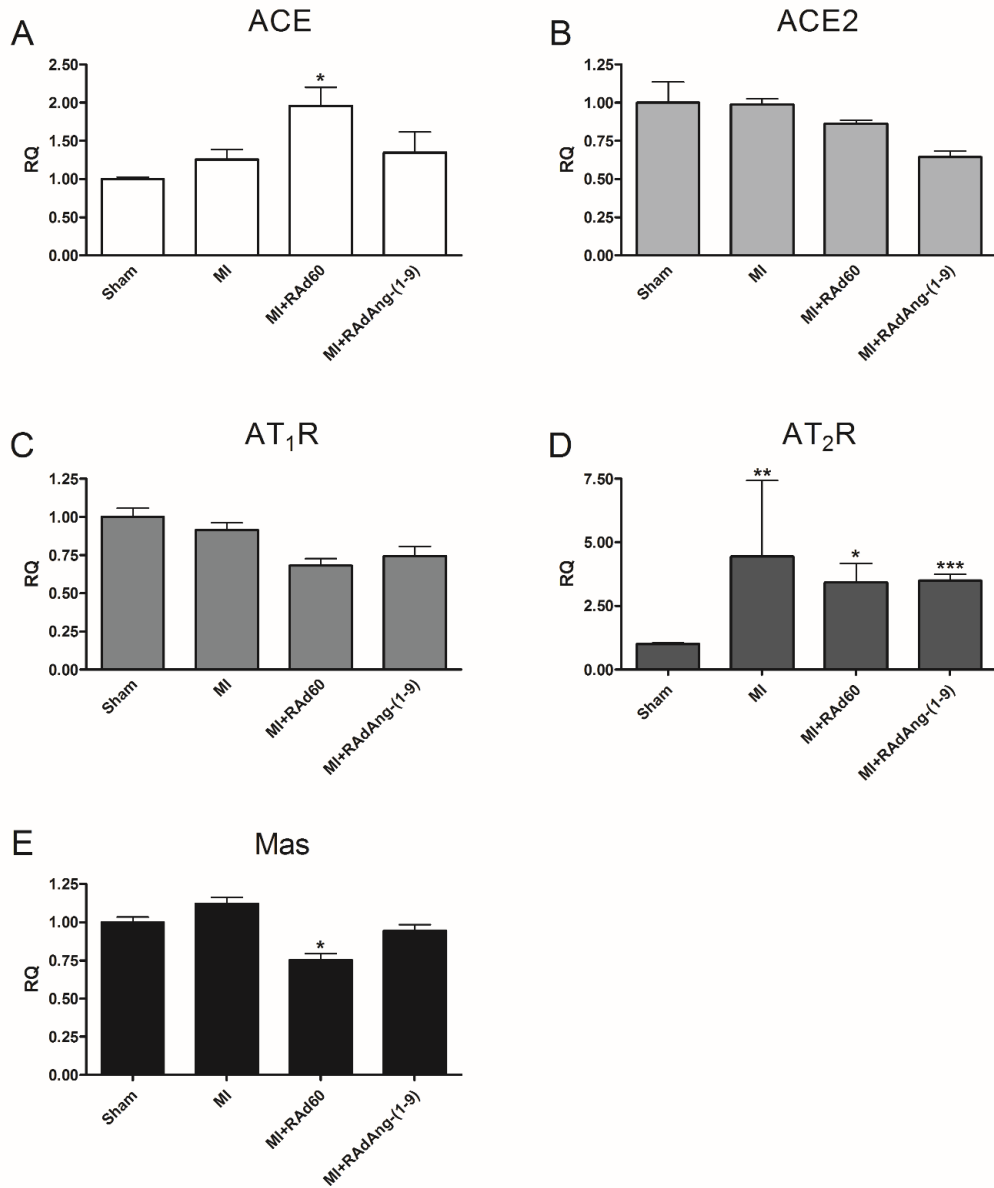 A
ACE
2.50
2.00
1.50
1.00
0.50
0.00
RQ
*
Sham
MI
MI+RAd60
MI+RAdAng-(1-9)
B
ACE2
1.25
1.00
0.75
0.50
0.25
0.00
RQ
Sham
MI
MI+RAd60
MI+RAdAng-(1-9)
C
AT₁R
1.25
1.00
0.75
0.50
0.25
0.00
RQ
Sham
MI
MI+RAd60
MI+RAdAng-(1-9)
D
AT₂R
7.50
5.00
2.50
0.00
RQ
**
*
***
Sham
MI
MI+RAd60
MI+RAdAng-(1-9)
E
Mas
1.25
1.00
0.75
0.50
0.25
0.00
RQ
*
Sham
MI
MI+RAd60
MI+RAdAng-(1-9)